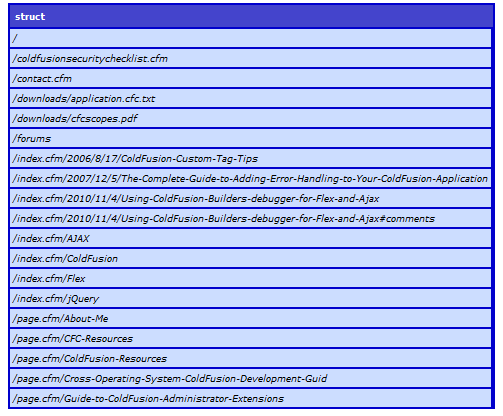 struct
/
/coldfusionsecuritychecklist.cfm
/contact.cfm
/downloads/application.cfc.txt
/downloads/cfcscopes.pdf
/forums
/index.cfm/2006/8/17/ColdFusion-Custom-Tag-Tips
/index.cfm/2007/12/5/The-Complete-Guide-to-Adding-Error-Handling-to-Your-ColdFusion-Application
/index.cfm/2010/11/4/Using-ColdFusion-Builders-debugger-for-Flex-and-Ajax
/index.cfm/2010/11/4/Using-ColdFusion-Builders-debugger-for-Flex-and-Ajax#comments
/index.cfm/AJAX
/index.cfm/ColdFusion
/index.cfm/Flex
/index.cfm/jQuery
/page.cfm/About-Me
/page.cfm/CFC-Resources
/page.cfm/ColdFusion-Resources
/page.cfm/Cross-Operating-System-ColdFusion-Development-Guid
/page.cfm/Guide-to-ColdFusion-Administrator-Extensions